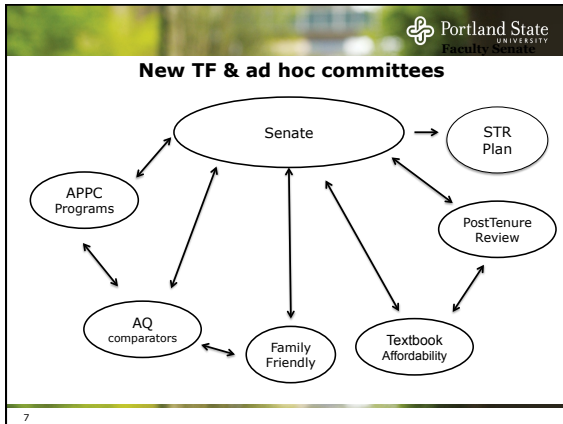 Portland State
UNIVERSITY
Faculty Senate
New TF & ad hoc committees
Senate
STR
Plan
APPC
Programs
PostTenure
Review
AQ
comparators
Family
Friendly
Textbook
Affordability
7